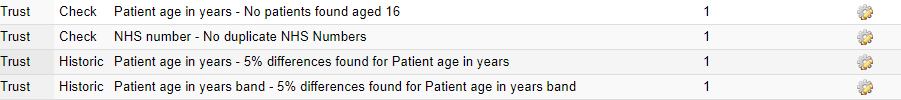 Trust Check Patient age in years - No patients found aged 16 1
Trust Check NHS number - No duplicate NHS Numbers 1
Trust Historic Patient age in years - 5% differences found for Patient age in years 1
Trust Historic Patient age in years band - 5% differences found for Patient age in years band 1